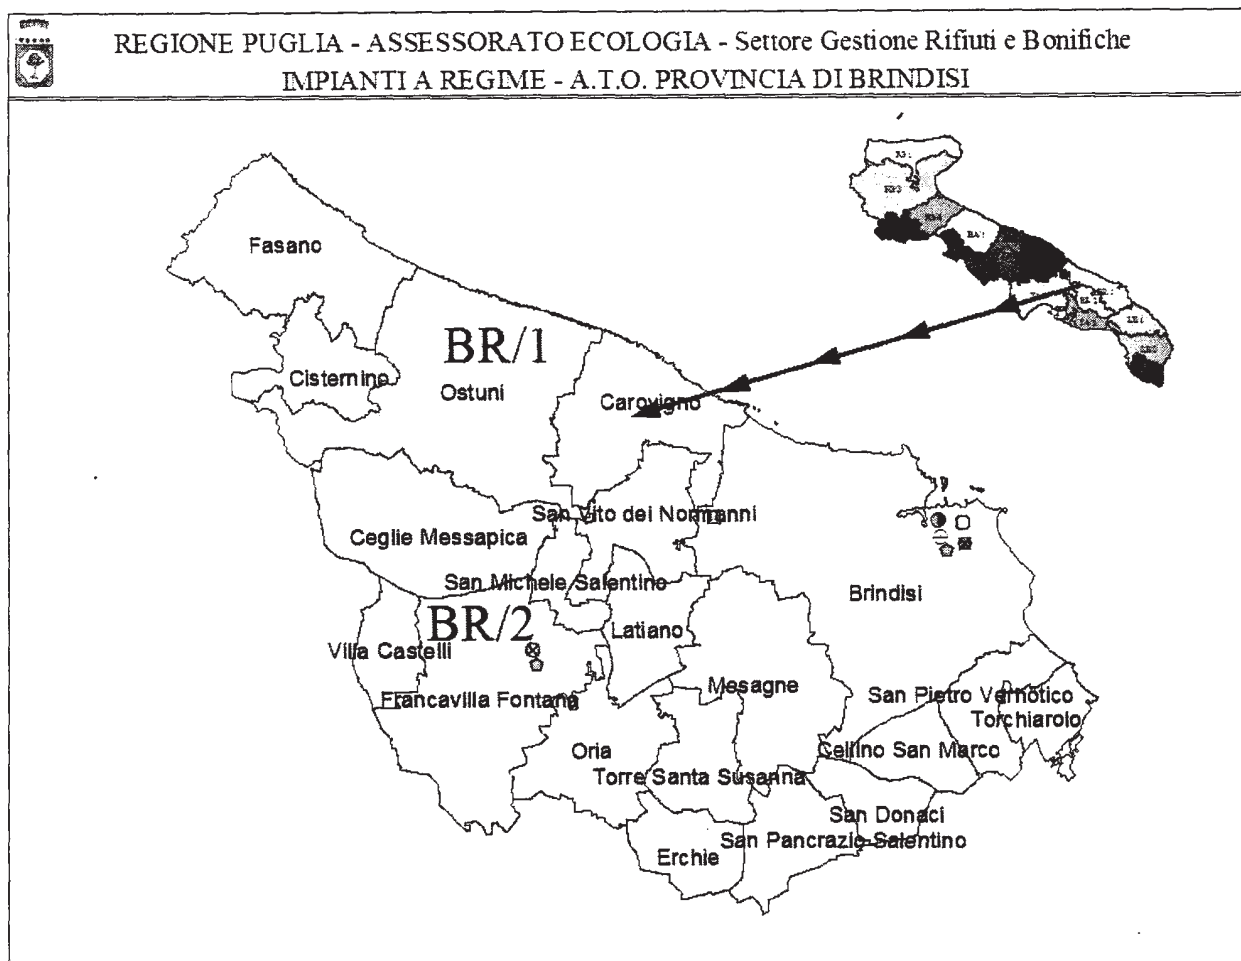 REGIONE PUGLIA - ASSESSORATO ECOLOGIA - Settore Gestione Rifiuti e Bonifiche
IMPIANTI A REGIME - A.T.O. PROVINCIA DI BRINDISI
Fasano
BR/1
Cisternino
Ostuni
Carovigno
San Vito dei Normanni
Ceglie Messapica
San Michele Salentino
Brindisi
BR/2
Latiano
Villa Castelli
Mesagne
San Pietro Vernotico
Francavilla Fontana
Torchiarolo
Oria
Cellino San Marco
Torre Santa Susanna
San Donaci
San Pancrazio Salentino
Erchie